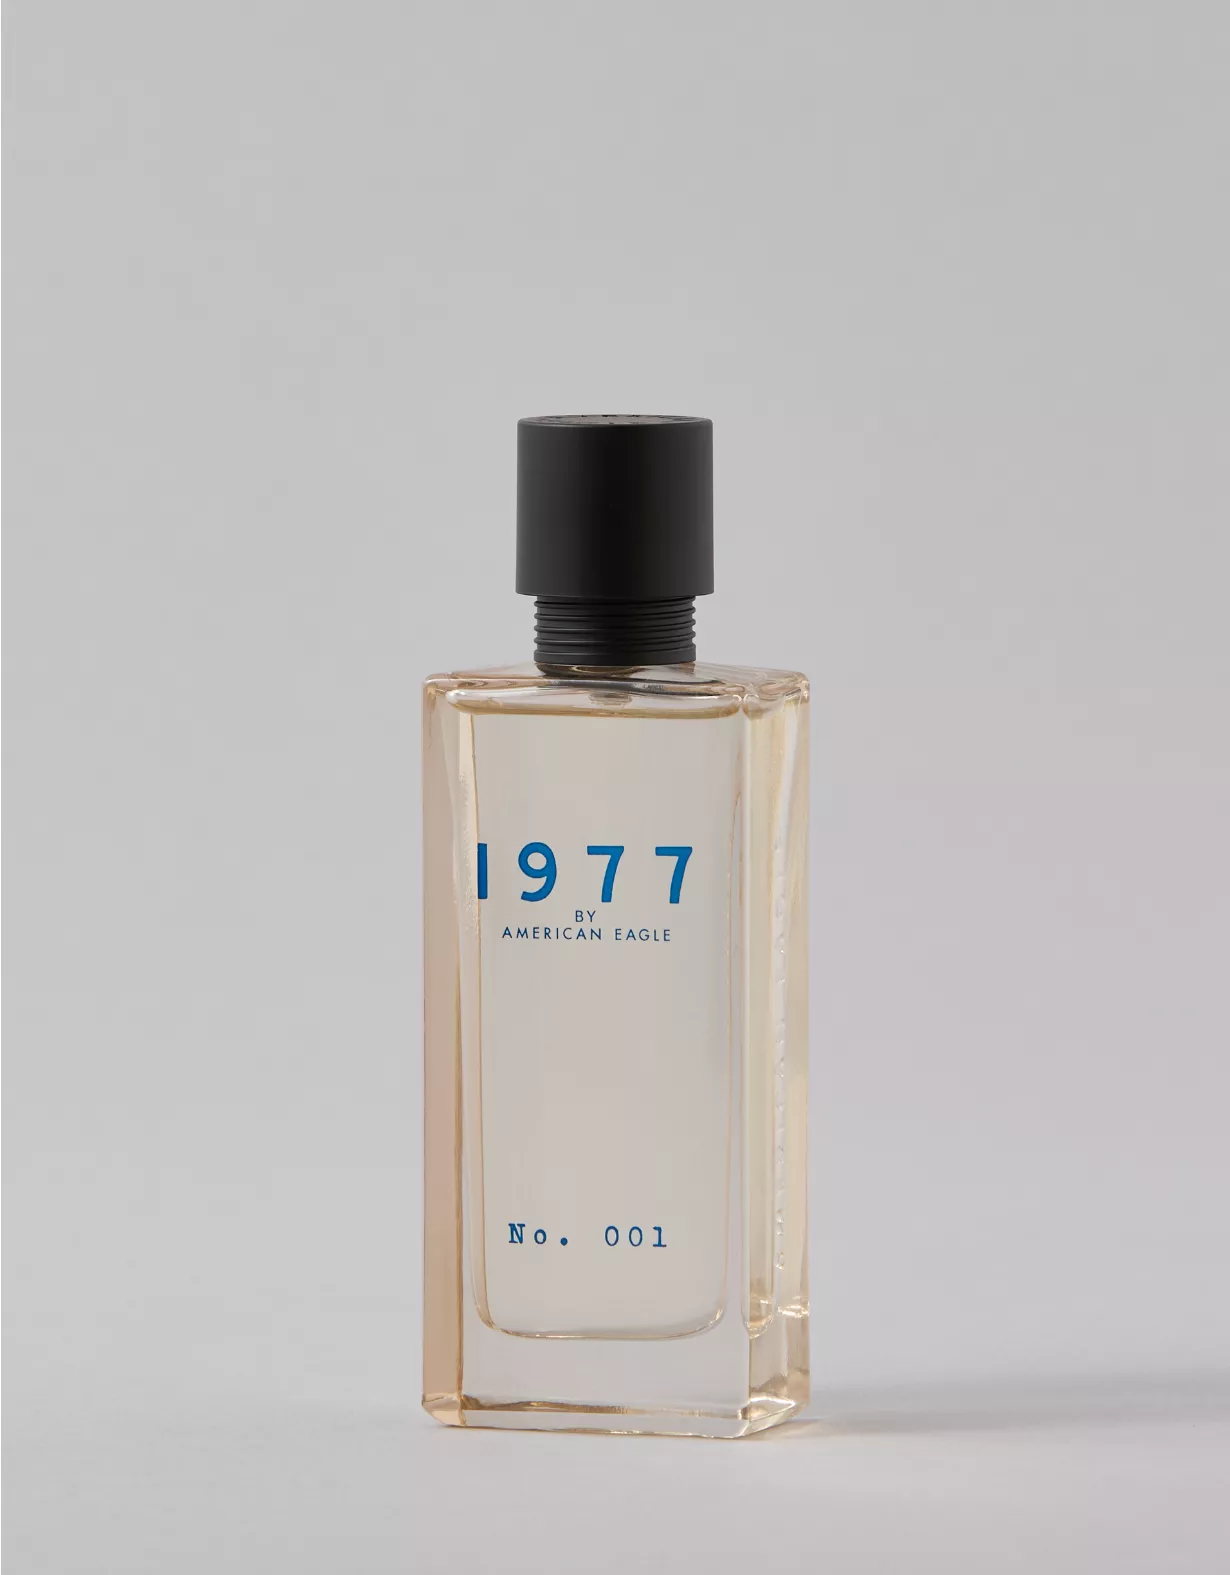 1977
BY
AMERICAN EAGLE
No. 001